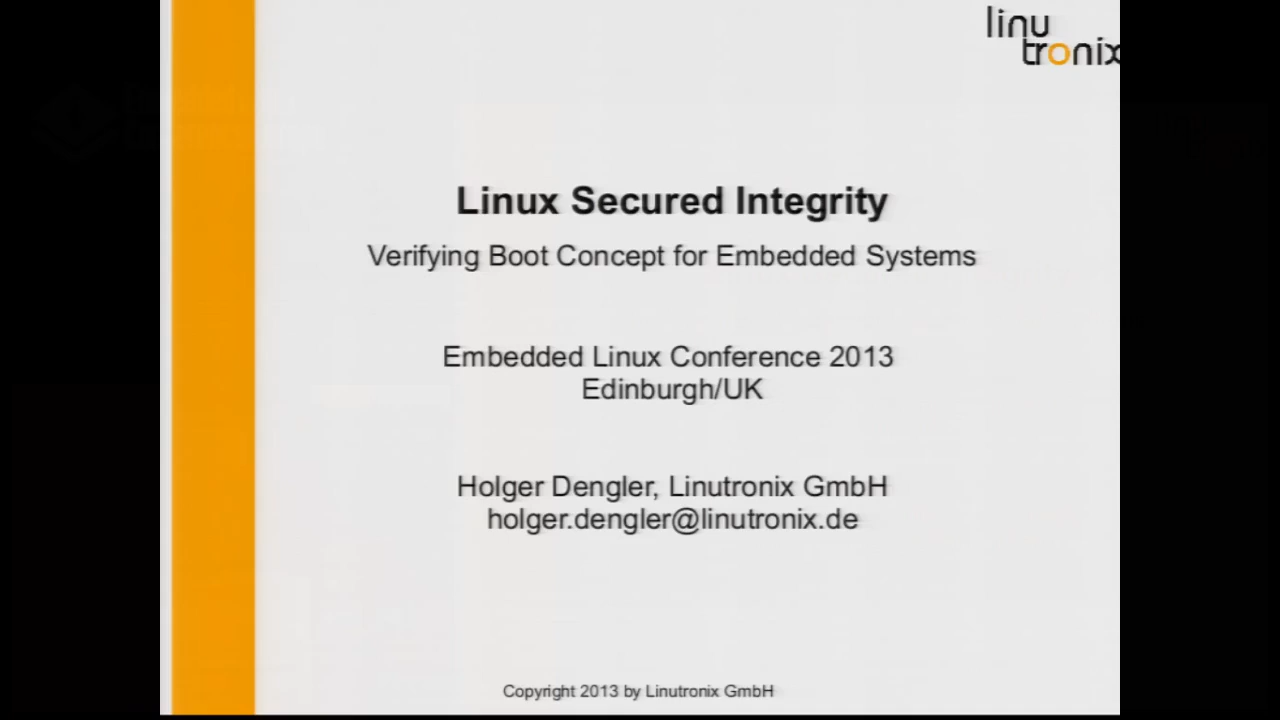 linu
tronix
Linux Secured Integrity
Verifying Boot Concept for Embedded Systems
Embedded Linux Conference 2013
Edinburgh/UK
Holger Dengler, Linutronix GmbH
holger.dengler@linutronix.de
Copyright 2013 by Linutronix GmbH